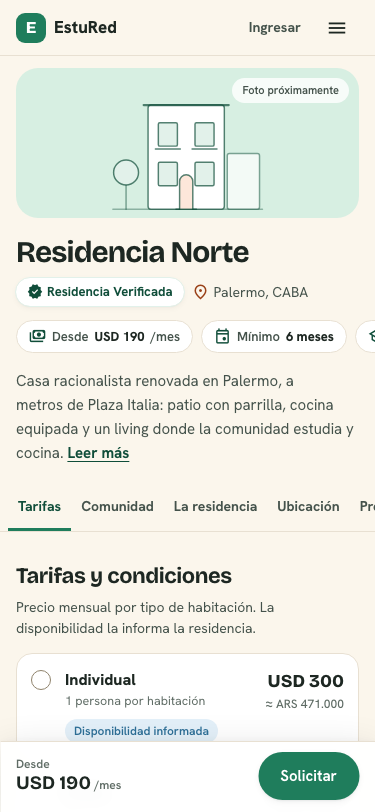 E EstuRed Ingresar
Foto próximamente
Residencia Norte
Residencia Verificada Palermo, CABA
Desde USD 190 /mes Mínimo 6 meses
Casa racionalista renovada en Palermo, a
metros de Plaza Italia: patio con parrilla, cocina
equipada y un living donde la comunidad estudia y
cocina. Leer más
Tarifas Comunidad La residencia Ubicación
Tarifas y condiciones
Precio mensual por tipo de habitación. La
disponibilidad la informa la residencia.
Individual USD 300
1 persona por habitación ≈ ARS 471.000
Disponibilidad informada
Desde
USD 190 /mes Solicitar